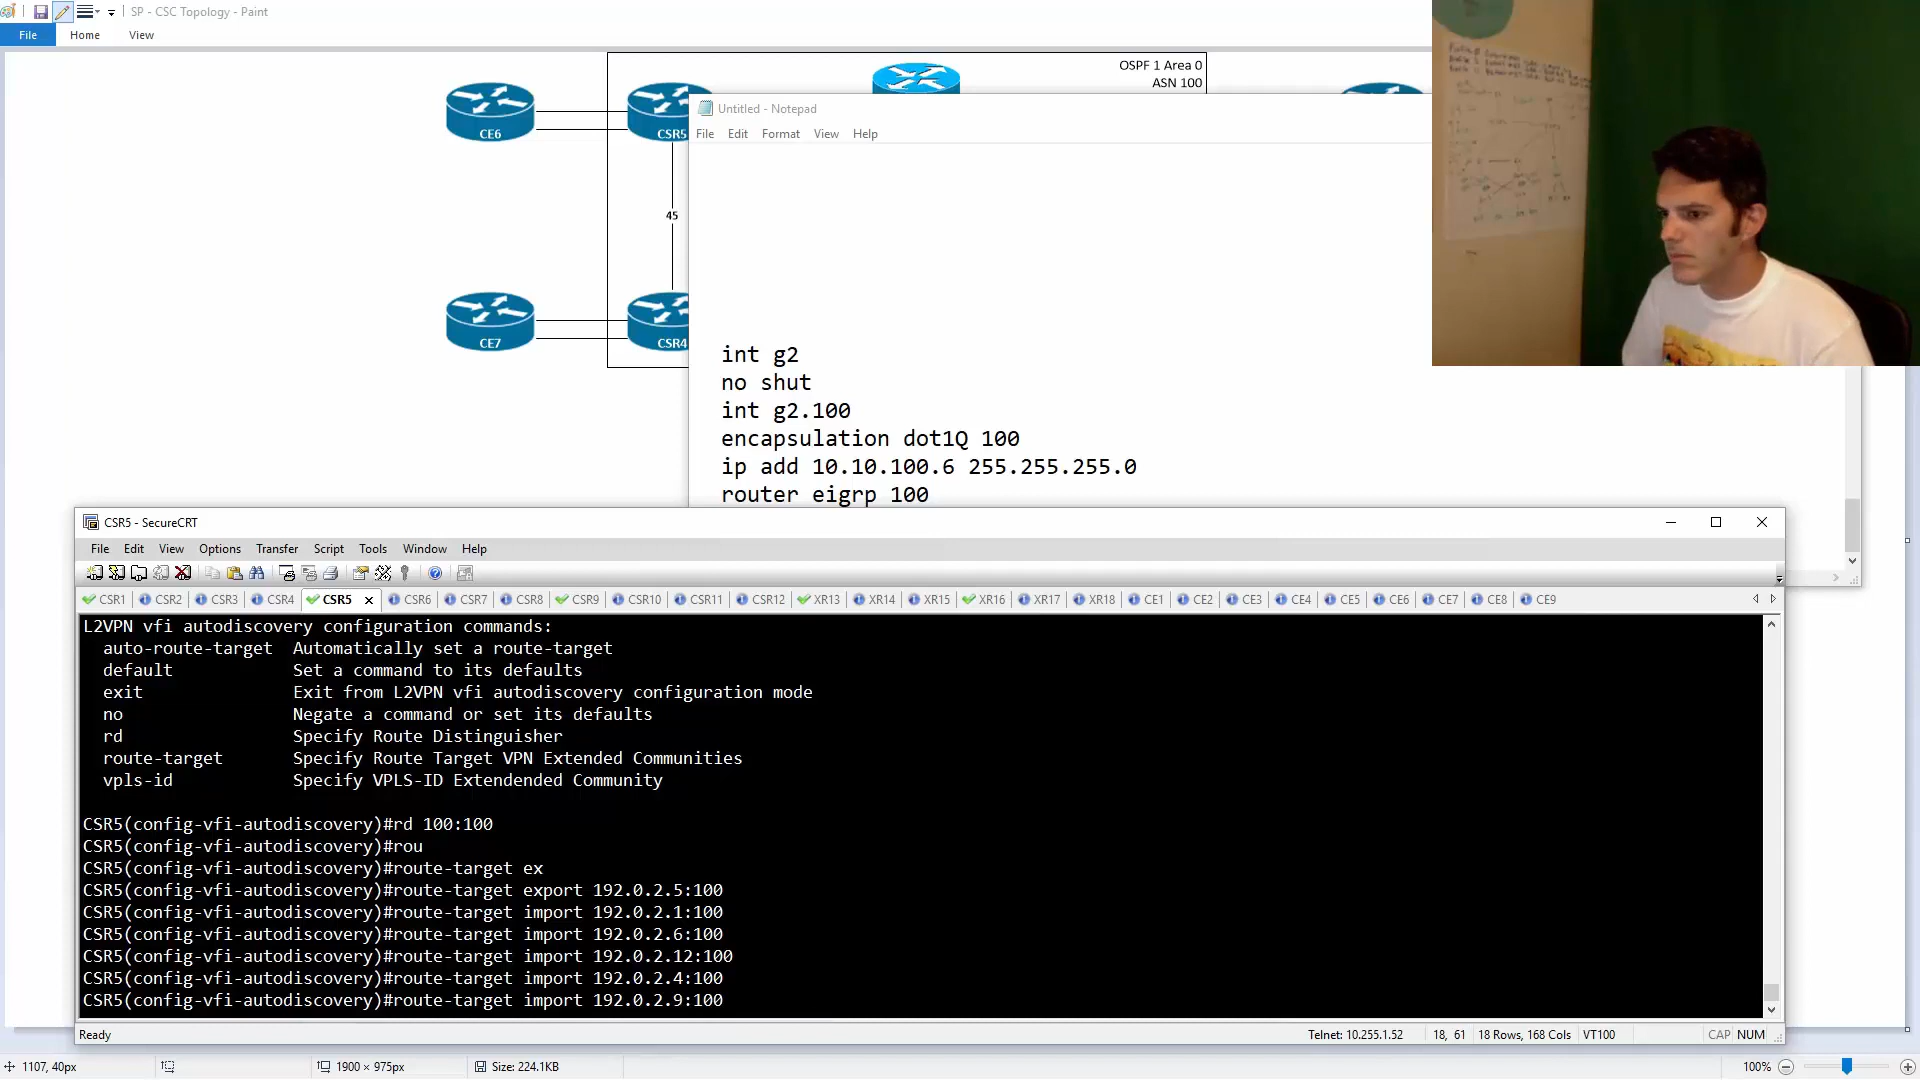 SP - CSC Topology - Paint
File Home View
OSPF 1 Area 0
ASN 100
CE6
CSR5
45
CE7
CSR4
Untitled - Notepad
File Edit Format View Help
int g2
no shut
int g2.100
encapsulation dot1Q 100
ip add 10.10.100.6 255.255.255.0
router eigrp 100
CSR5 - SecureCRT
File Edit View Options Transfer Script Tools Window Help
CSR1 CSR2 CSR3 CSR4 CSR5 CSR6 CSR7 CSR8 CSR9 CSR10 CSR11 CSR12 XR13 XR14 XR15 XR16 XR17 XR18 CE1 CE2 CE3 CE4 CE5 CE6 CE7 CE8 CE9
L2VPN vfi autodiscovery configuration commands:
auto-route-target Automatically set a route-target
default Set a command to its defaults
exit Exit from L2VPN vfi autodiscovery configuration mode
no Negate a command or set its defaults
rd Specify Route Distinguisher
route-target Specify Route Target VPN Extended Communities
vpls-id Specify VPLS-ID Extendended Community
CSR5(config-vfi-autodiscovery)#rd 100:100
CSR5(config-vfi-autodiscovery)#rou
CSR5(config-vfi-autodiscovery)#route-target ex
CSR5(config-vfi-autodiscovery)#route-target export 192.0.2.5:100
CSR5(config-vfi-autodiscovery)#route-target import 192.0.2.1:100
CSR5(config-vfi-autodiscovery)#route-target import 192.0.2.6:100
CSR5(config-vfi-autodiscovery)#route-target import 192.0.2.12:100
CSR5(config-vfi-autodiscovery)#route-target import 192.0.2.4:100
CSR5(config-vfi-autodiscovery)#route-target import 192.0.2.9:100
Ready Telnet: 10.255.1.52 18, 61 18 Rows, 168 Cols VT100 CAP NUM
1107, 40px 1900 × 975px Size: 224.1KB 100%